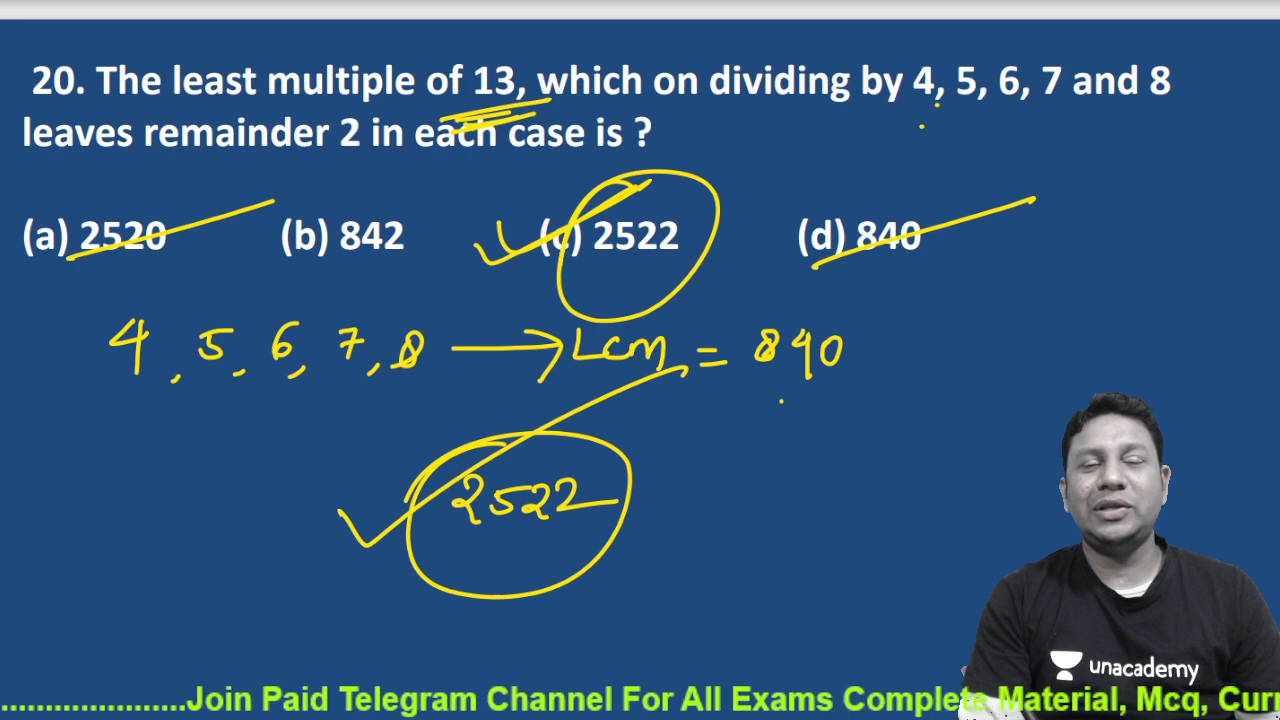 20. The least multiple of 13, which on dividing by 4, 5, 6, 7 and 8
leaves remainder 2 in each case is ?
(a) 2520 (b) 842 (c) 2522 (d) 840
4, 5, 6, 7, 8 → LCM = 840
2522
unacademy
.....................Join Paid Telegram Channel For All Exams Complete Material, Mcq, Curr